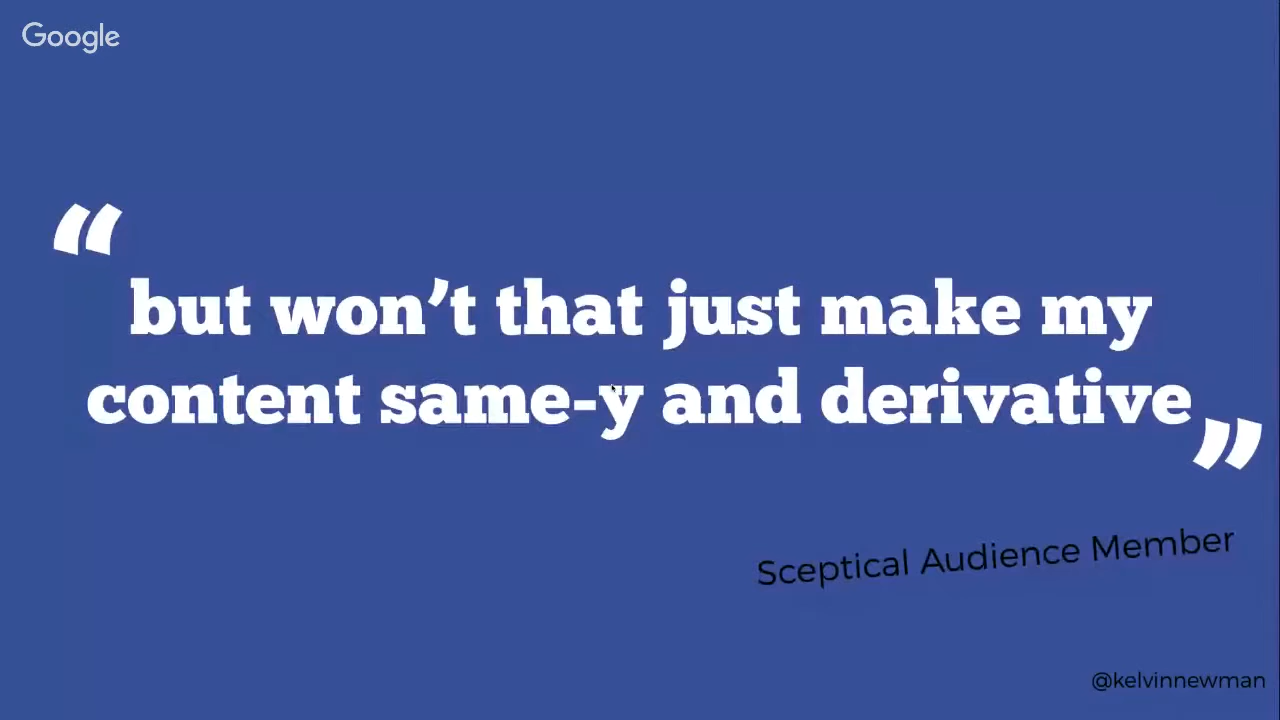 Google
“
but won’t that just make my
content same-y and derivative
”
Sceptical Audience Member
@kelvinnewman